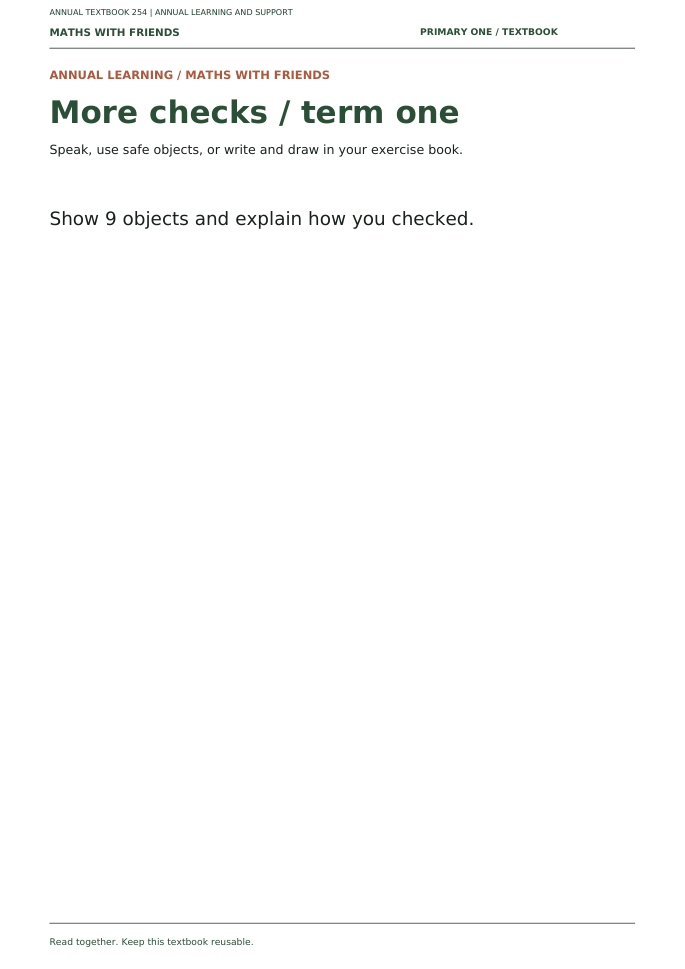 ANNUAL TEXTBOOK 254 | ANNUAL LEARNING AND SUPPORT
MATHS WITH FRIENDS
PRIMARY ONE / TEXTBOOK
ANNUAL LEARNING / MATHS WITH FRIENDS
More checks / term one
Speak, use safe objects, or write and draw in your exercise book.
Show 9 objects and explain how you checked.
Read together. Keep this textbook reusable.